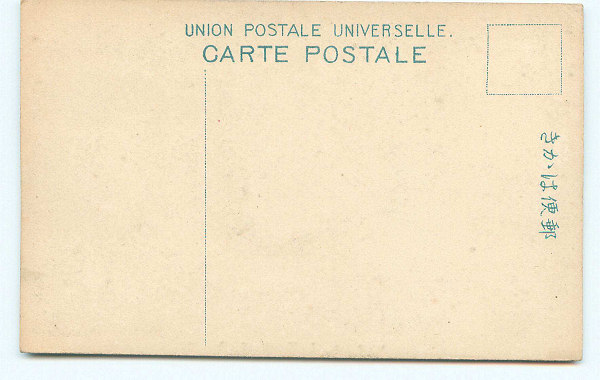 UNION POSTALE UNIVERSELLE.
CARTE POSTALE
郵便はかき